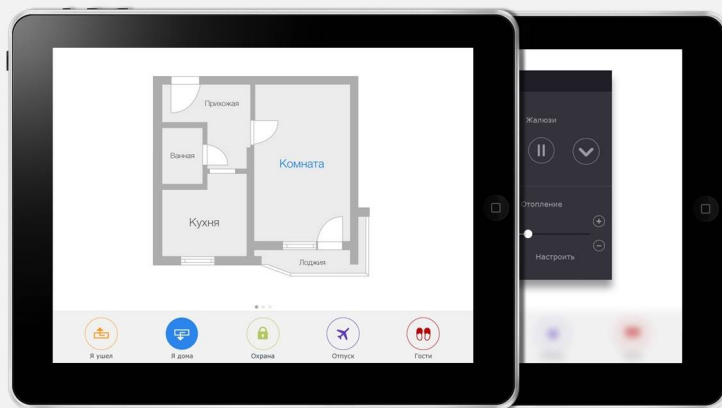 Прихожая
Ванная
Комната
Кухня
Лоджия
Я ушел
Я дома
Охрана
Отпуск
Гости
Жалюзи
Отопление
Настроить